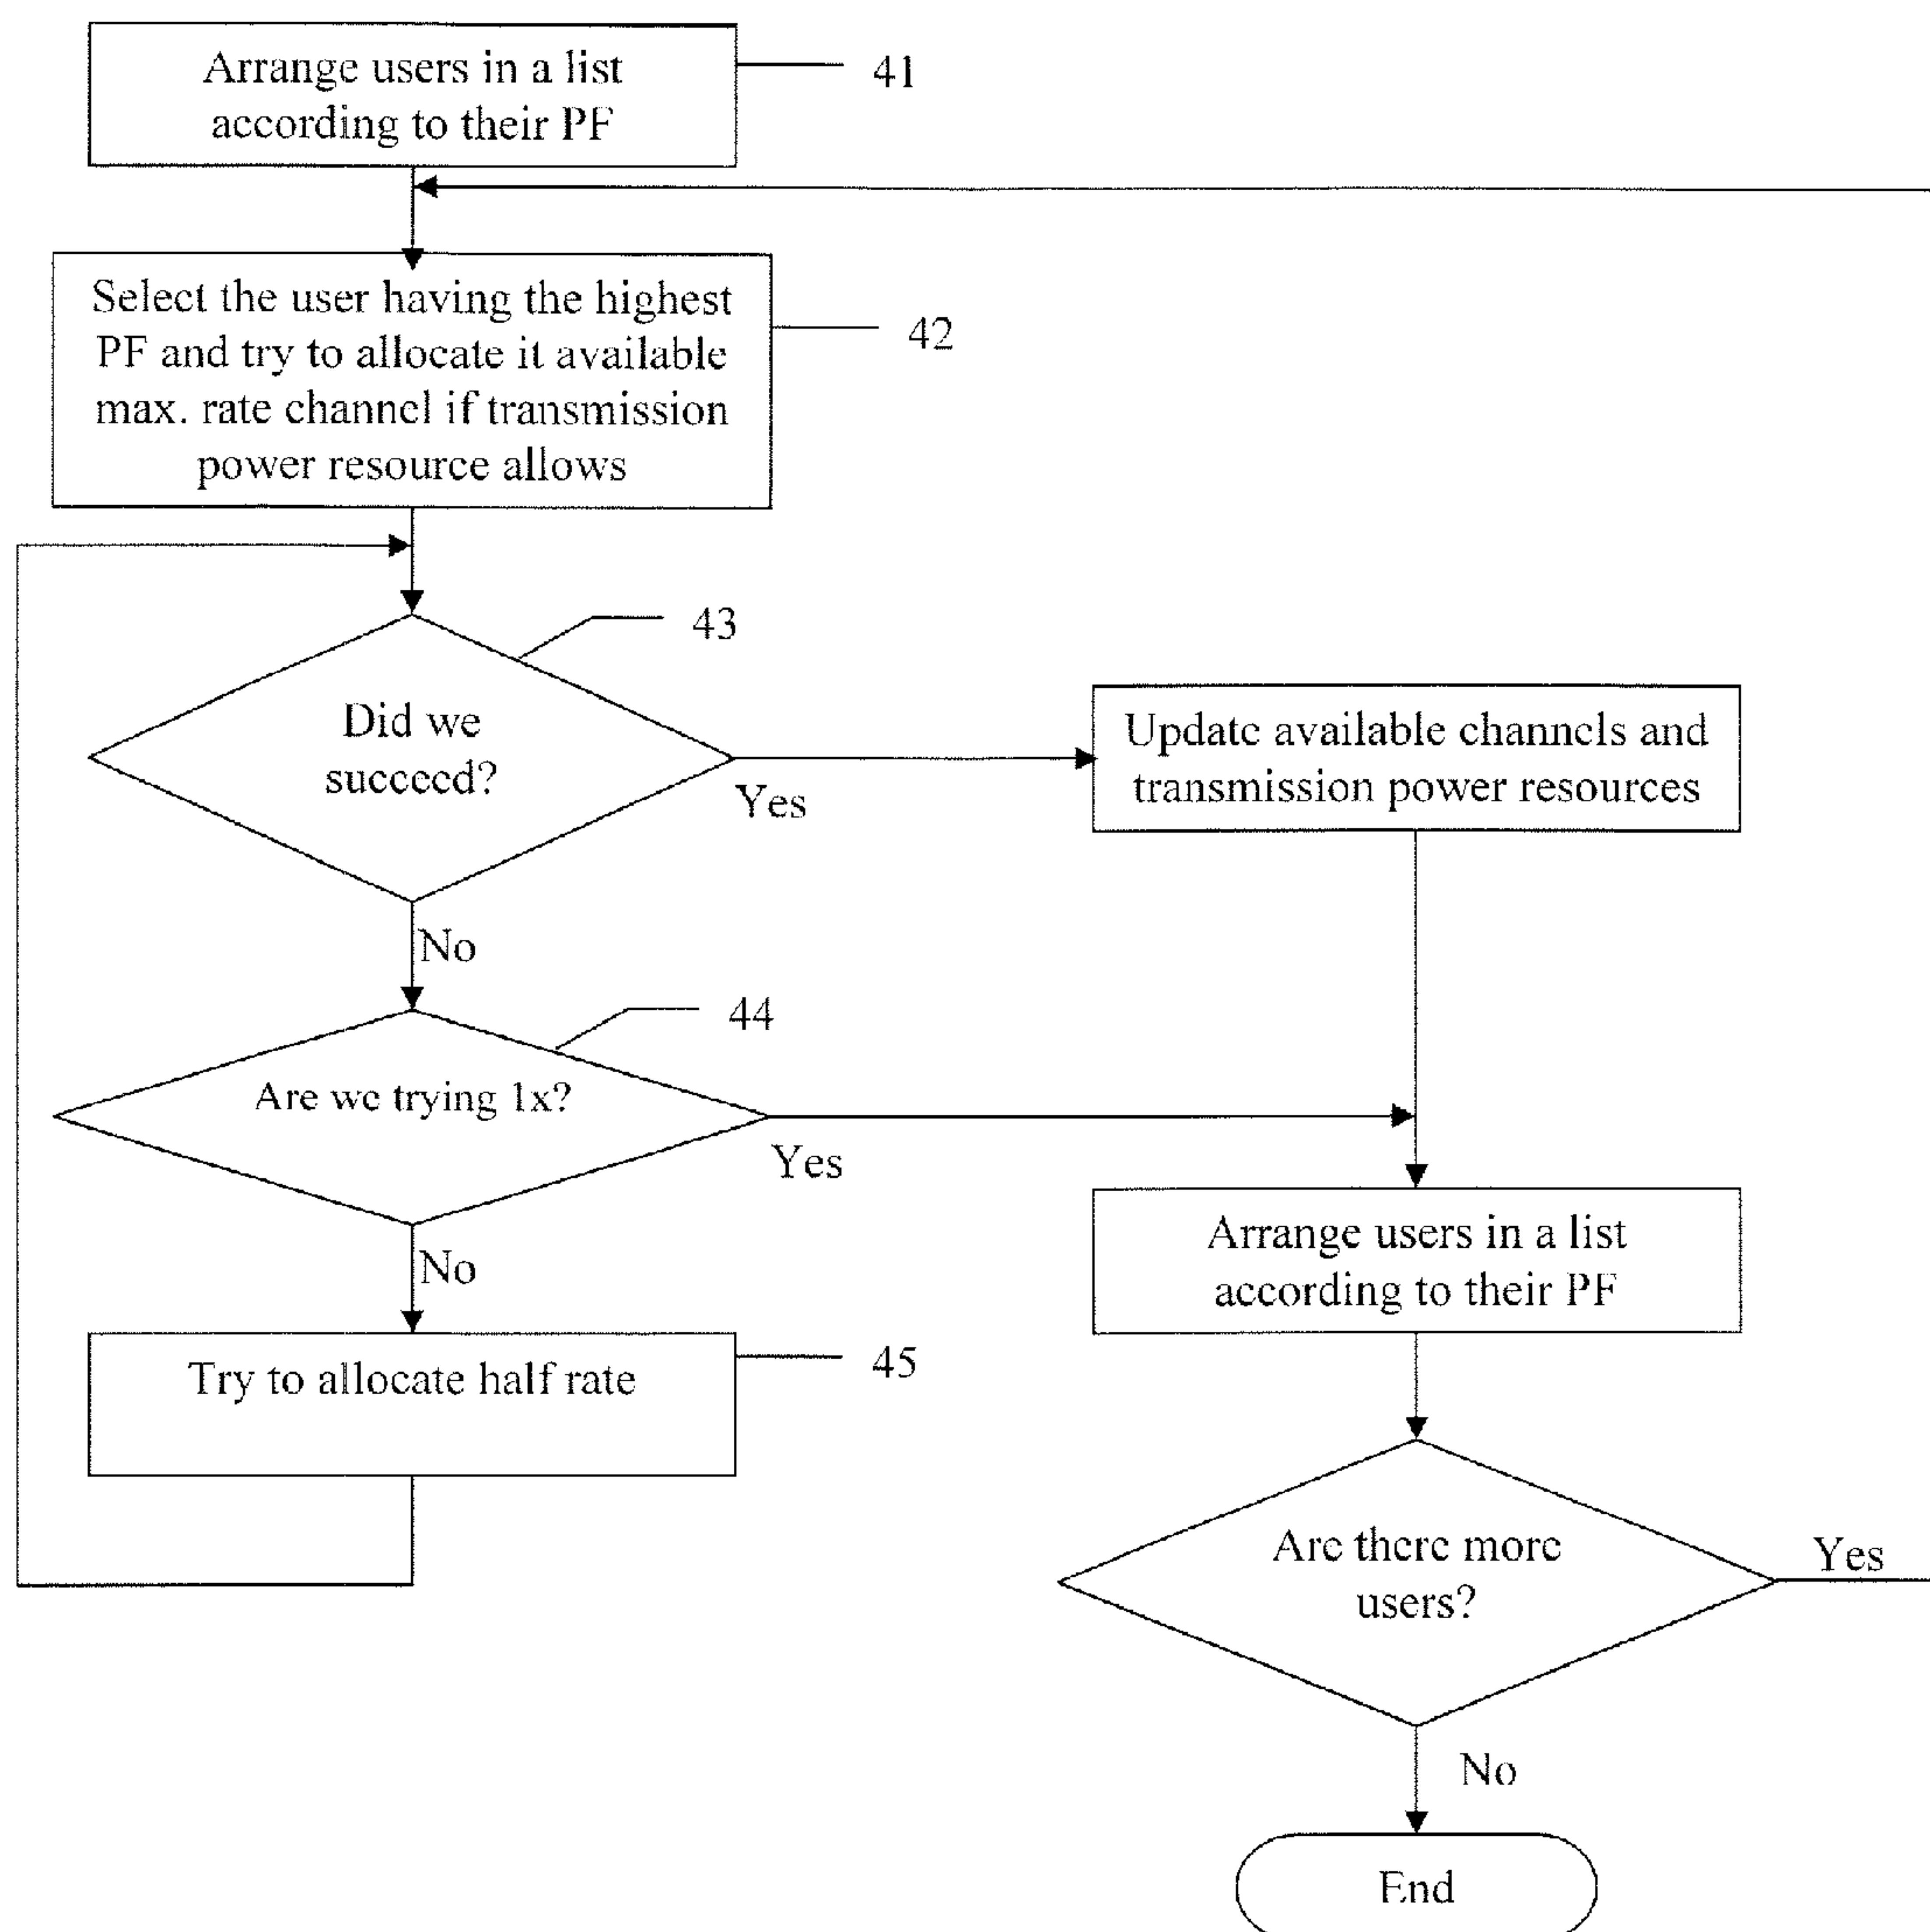 Arrange users in a list
according to their PF
41
Select the user having the highest
PF and try to allocate it available
max. rate channel if transmission
power resource allows
42
43
Did we
succeed?
Yes
Update available channels and
transmission power resources
No
44
Are we trying 1x?
Yes
Arrange users in a list
according to their PF
No
Try to allocate half rate
45
Are there more
users?
Yes
No
End